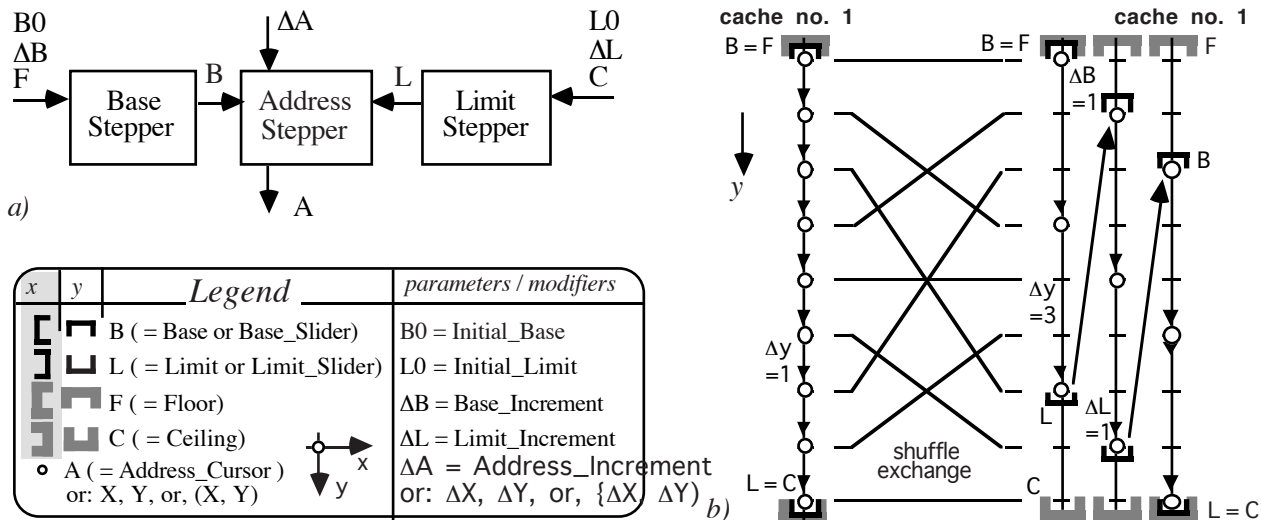 B0
ΔB
F
B
ΔA
L
L0
ΔL
C
Base
Stepper
Address
Stepper
Limit
Stepper
A
a)
x
y
Legend
parameters / modifiers
B ( = Base or Base_Slider)
B0 = Initial_Base
L ( = Limit or Limit_Slider)
L0 = Initial_Limit
F ( = Floor)
ΔB = Base_Increment
C ( = Ceiling)
ΔL = Limit_Increment
A ( = Address_Cursor )
or: X, Y, or, (X, Y)
x
y
ΔA = Address_Increment
or: ΔX, ΔY, or, {ΔX, ΔY)
b)
cache no. 1
cache no. 1
B = F
B = F
F
ΔB
=1
B
y
Δy
=3
Δy
=1
L
ΔL
=1
shuffle
exchange
L = C
C
L = C